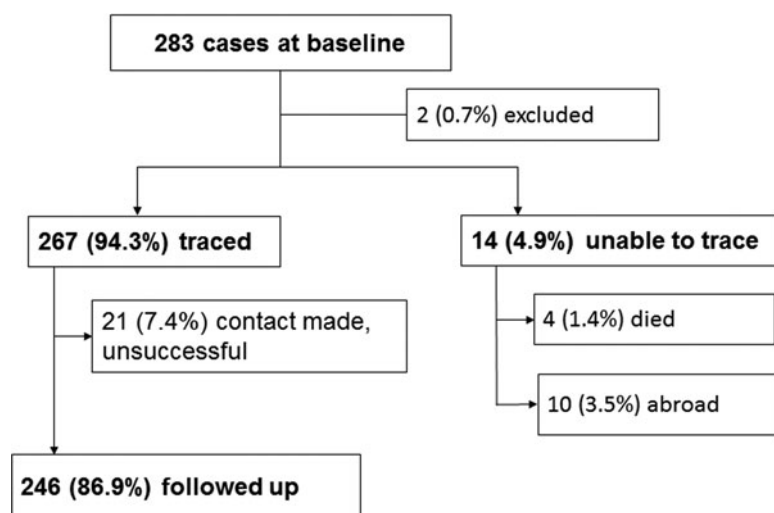 283 cases at baseline
2 (0.7%) excluded
267 (94.3%) traced
14 (4.9%) unable to trace
21 (7.4%) contact made,
unsuccessful
4 (1.4%) died
10 (3.5%) abroad
246 (86.9%) followed up